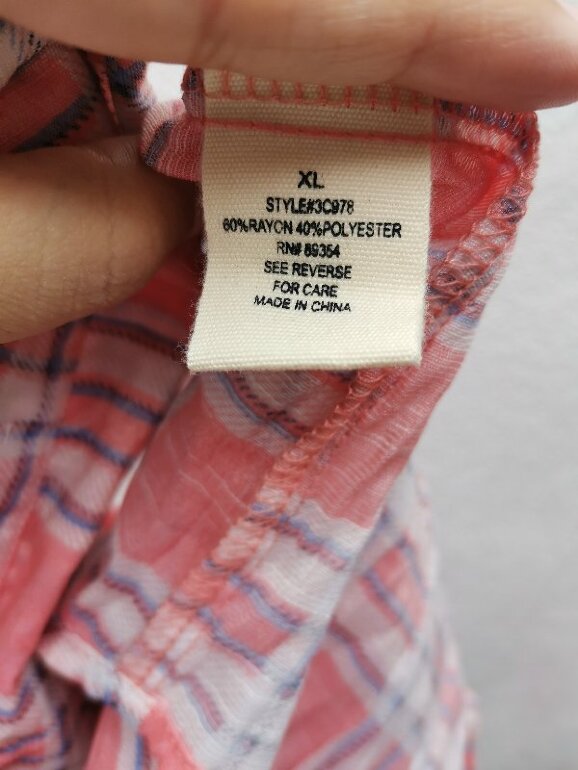 XL
STYLE#3C978
60%RAYON 40%POLYESTER
RN# 89354
SEE REVERSE
FOR CARE
MADE IN CHINA